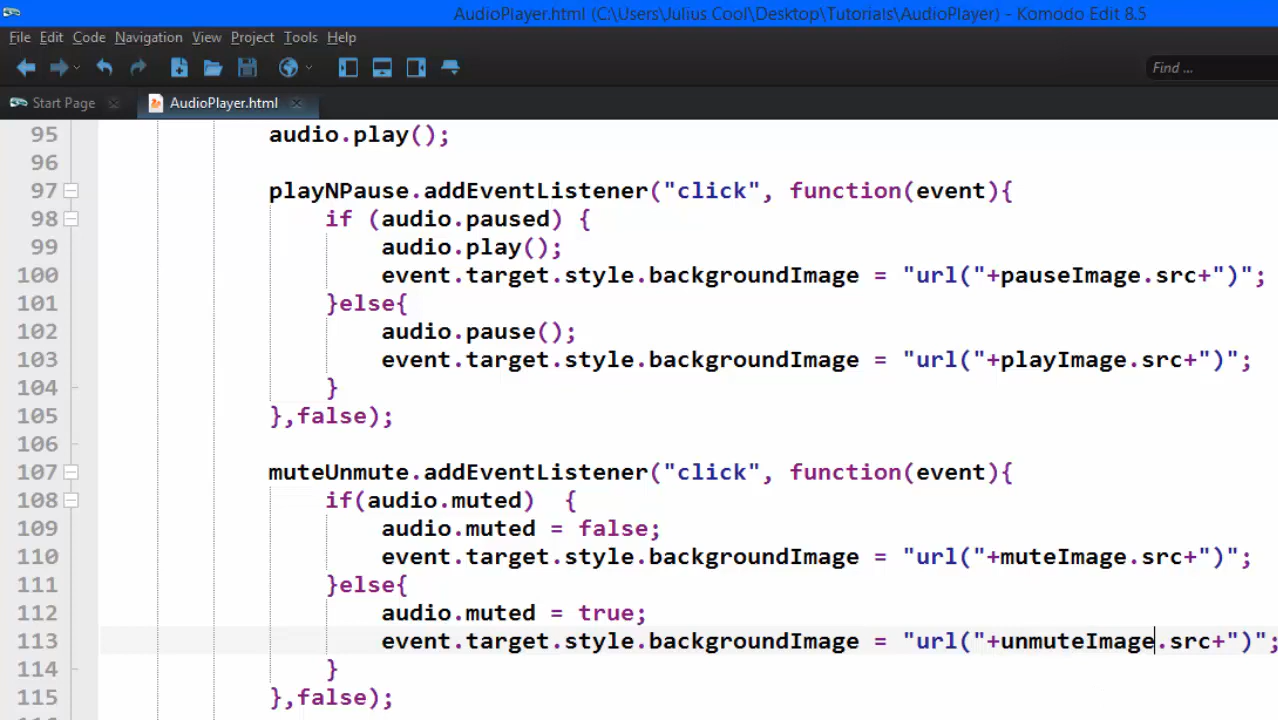 AudioPlayer.html (C:\Users\Julius Cool\Desktop\Tutorials\AudioPlayer) - Komodo Edit 8.5
File Edit Code Navigation View Project Tools Help
Find ...
Start Page AudioPlayer.html
95 audio.play();
96
97 playNPause.addEventListener("click", function(event){
98 if (audio.paused) {
99 audio.play();
100 event.target.style.backgroundImage = "url("+pauseImage.src+")";
101 }else{
102 audio.pause();
103 event.target.style.backgroundImage = "url("+playImage.src+")";
104 }
105 },false);
106
107 muteUnmute.addEventListener("click", function(event){
108 if(audio.muted)  {
109 audio.muted = false;
110 event.target.style.backgroundImage = "url("+muteImage.src+")";
111 }else{
112 audio.muted = true;
113 event.target.style.backgroundImage = "url("+unmuteImage.src+")";
114 }
115 },false);